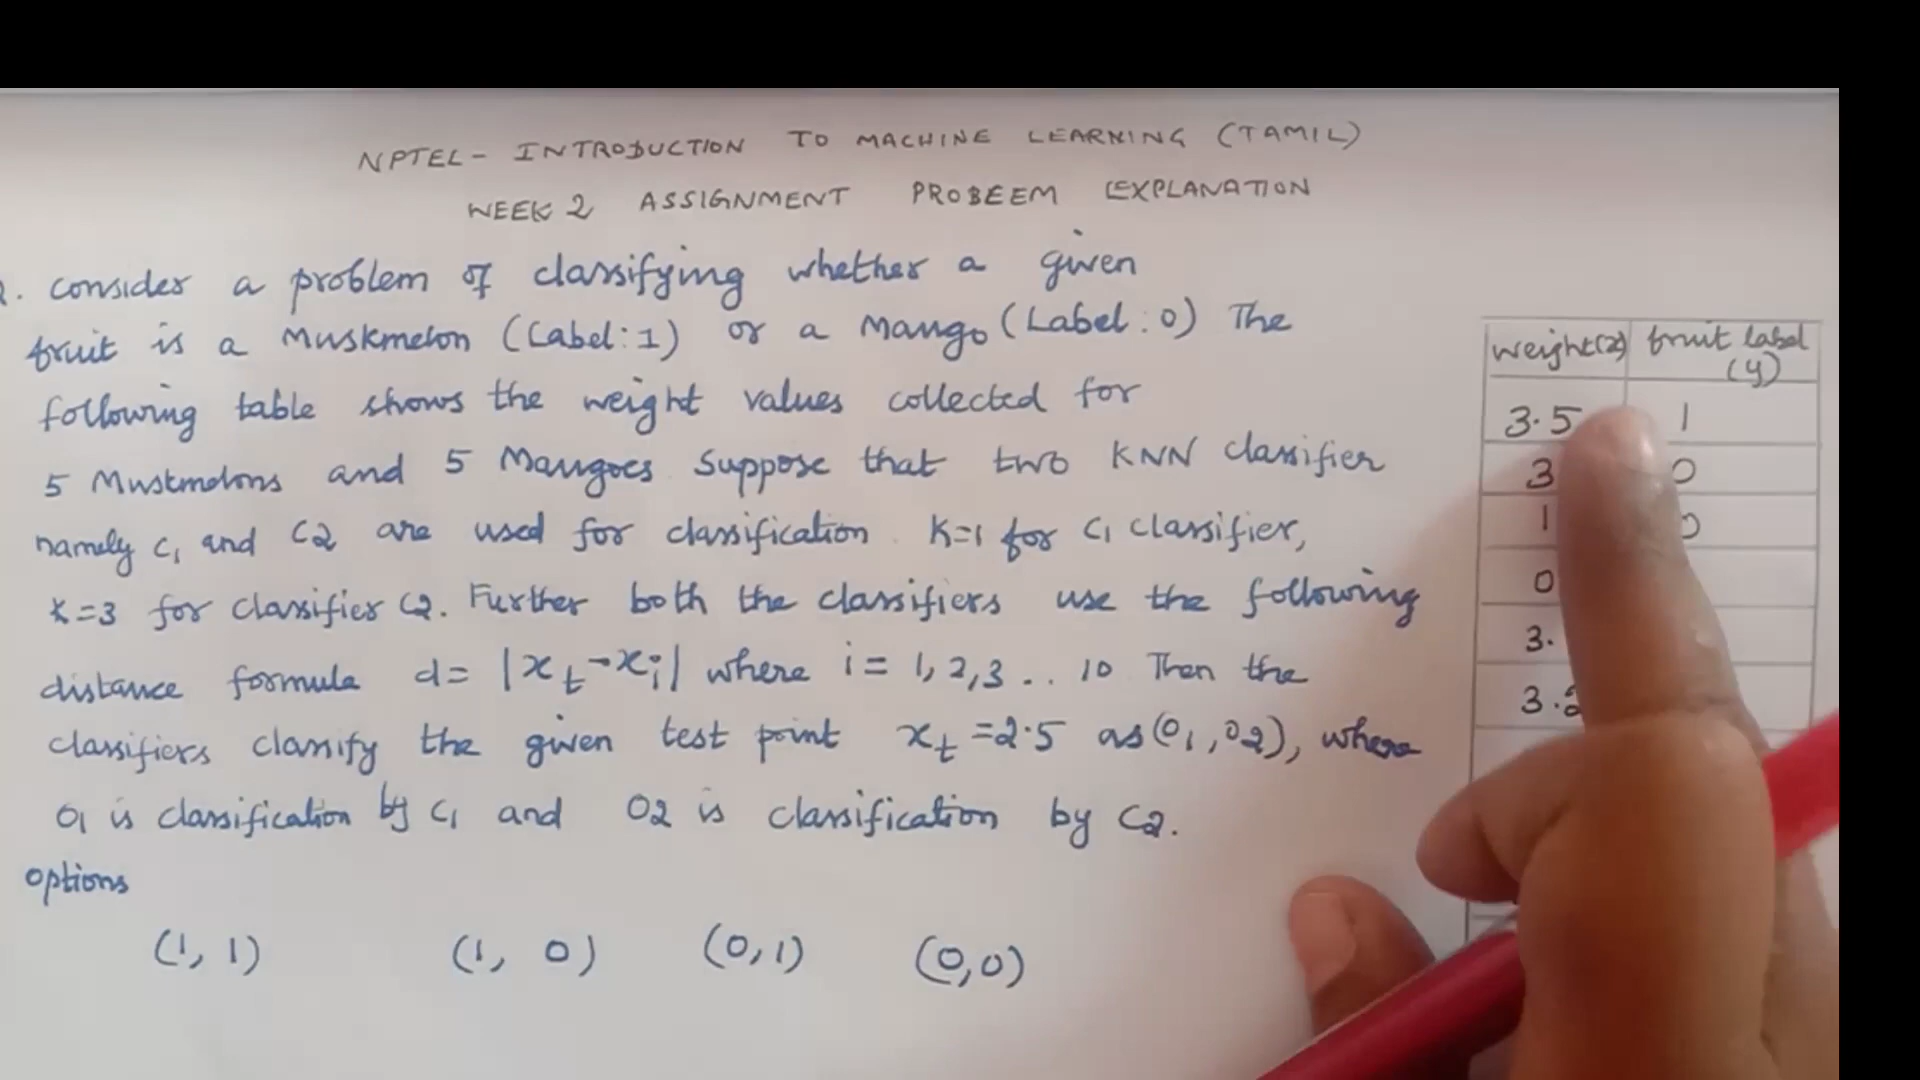 NPTEL - INTRODUCTION TO MACHINE LEARNING (TAMIL)
WEEK 2 ASSIGNMENT PROBEEM EXPLANATION
. consider a problem of classifying whether a given
fruit is a Muskmelon (Label:1) or a Mango (Label:0) The
following table shows the weight values collected for
5 Muskmelons and 5 Mangoes Suppose that two KNN classifier
namely C1 and C2 are used for classification. K=1 for C1 classifier,
K=3 for classifier C2. Further both the classifiers use the following
distance formula d= |xt-xi| where i = 1,2,3 .. 10 Then the
classifiers classify the given test point xt=2.5 as (O1,O2), where
O1 is classification by C1 and O2 is classification by C2.
options
(1, 1) (1, 0) (0,1) (0,0)
weight(x) fruit label
(y)
3.5 1
3 0
1 0
0
3.
3.2